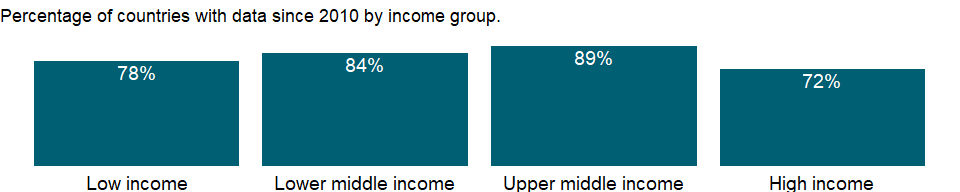 Percentage of countries with data since 2010 by income group.
78%
84%
89%
72%
Low income
Lower middle income
Upper middle income
High income